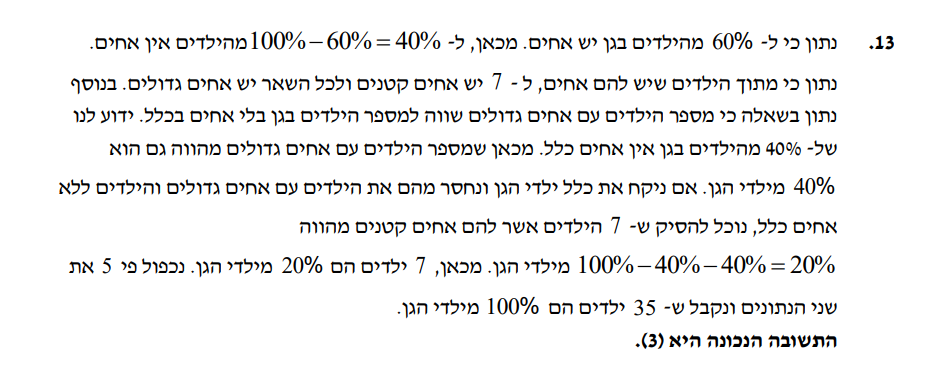 13. נתון כי ל- 60% מהילדים בגן יש אחים. מכאן, ל- 100% – 60% = 40% מהילדים אין אחים.
נתון כי מתוך הילדים שיש להם אחים, ל - 7 יש אחים קטנים ולכל השאר יש אחים גדולים. בנוסף
נתון בשאלה כי מספר הילדים עם אחים גדולים שווה למספר הילדים בגן בלי אחים בכלל. ידוע לנו
של- 40% מהילדים בגן אין אחים כלל. מכאן שמספר הילדים עם אחים גדולים מהווה גם הוא
40% מילדי הגן. אם ניקח את כלל ילדי הגן ונחסר מהם את הילדים עם אחים גדולים והילדים ללא
אחים כלל, נוכל להסיק ש- 7 הילדים אשר להם אחים קטנים מהווה
100% – 40% – 40% = 20% מילדי הגן. מכאן, 7 ילדים הם 20% מילדי הגן. נכפול פי 5 את
שני הנתונים ונקבל ש- 35 ילדים הם 100% מילדי הגן.
התשובה הנכונה היא (3).